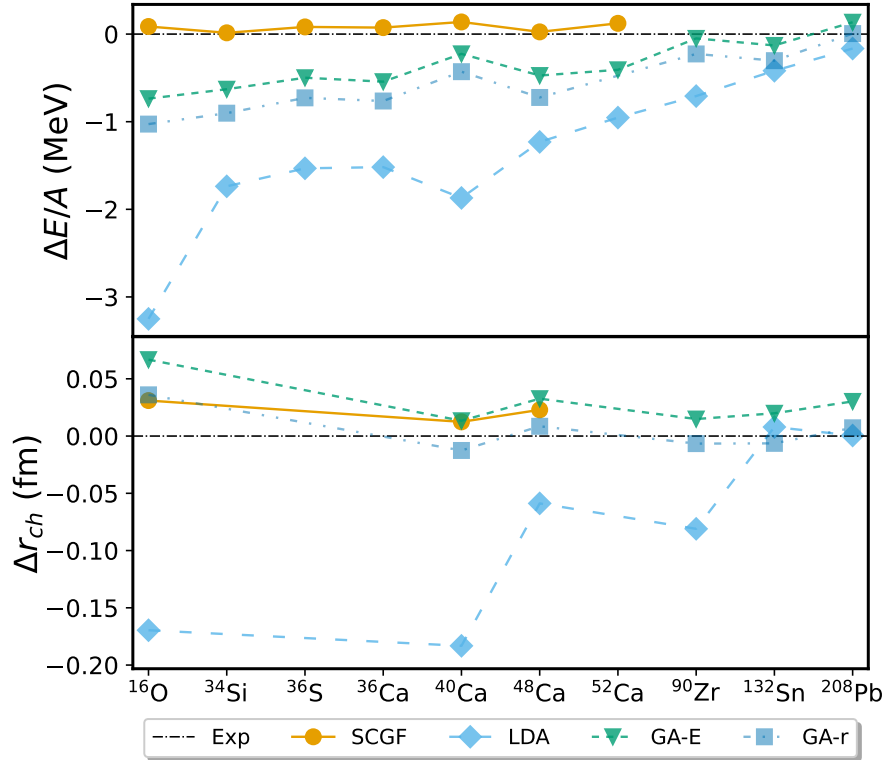 0
−1
−2
−3
ΔE/A (MeV)
0.05
0.00
−0.05
−0.10
−0.15
−0.20
Δr_ch (fm)
¹⁶O ³⁴Si ³⁶S ³⁶Ca ⁴⁰Ca ⁴⁸Ca ⁵²Ca ⁹⁰Zr ¹³²Sn ²⁰⁸Pb
Exp SCGF LDA GA-E GA-r